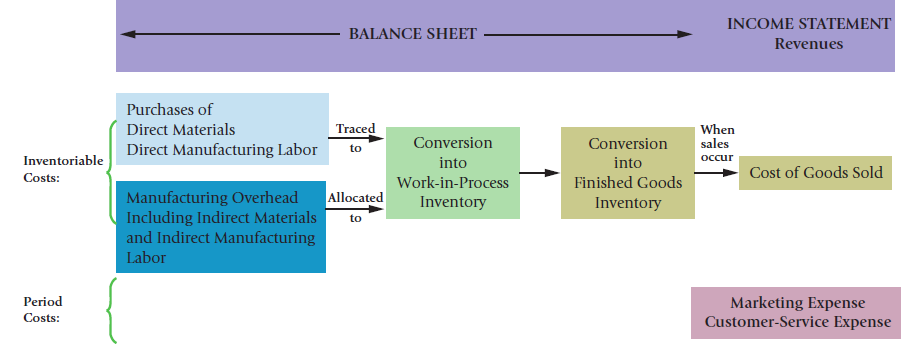 BALANCE SHEET
INCOME STATEMENT
Revenues
Inventoriable
Costs:
Purchases of
Direct Materials
Direct Manufacturing Labor
Traced
to
Manufacturing Overhead
Including Indirect Materials
and Indirect Manufacturing
Labor
Allocated
to
Conversion
into
Work-in-Process
Inventory
Conversion
into
Finished Goods
Inventory
When
sales
occur
Cost of Goods Sold
Period
Costs:
Marketing Expense
Customer-Service Expense